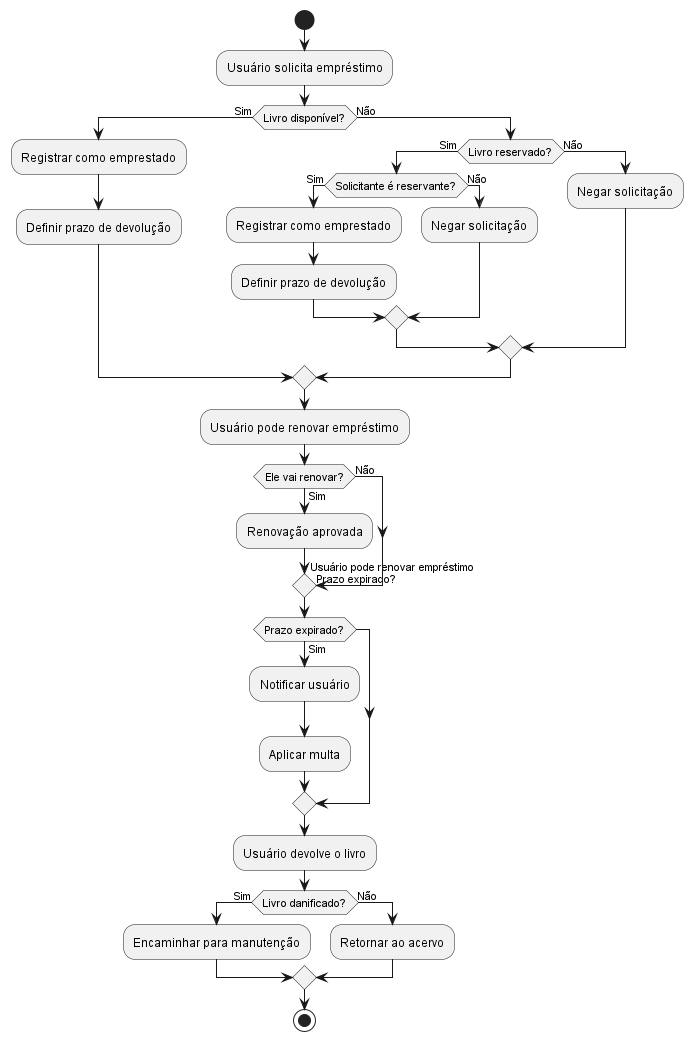 Usuário solicita empréstimo
Sim
Livro disponível?
Não
Registrar como emprestado
Definir prazo de devolução
Sim
Livro reservado?
Não
Sim
Solicitante é reservante?
Não
Negar solicitação
Registrar como emprestado
Negar solicitação
Definir prazo de devolução
Usuário pode renovar empréstimo
Ele vai renovar?
Não
Sim
Renovação aprovada
Usuário pode renovar empréstimo
Prazo expirado?
Prazo expirado?
Sim
Notificar usuário
Aplicar multa
Usuário devolve o livro
Sim
Livro danificado?
Não
Encaminhar para manutenção
Retornar ao acervo